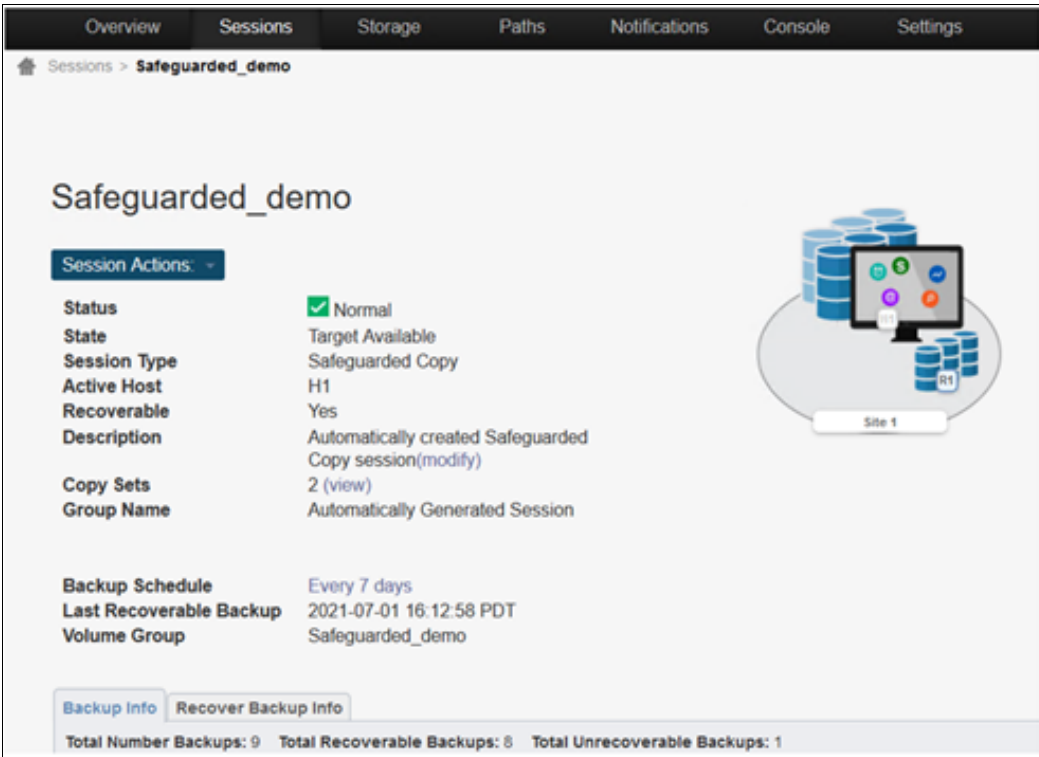 Overview Sessions Storage Paths Notifications Console Settings
Sessions > Safeguarded_demo
Safeguarded_demo
Session Actions:
Status Normal
State Target Available
Session Type Safeguarded Copy
Active Host H1
Recoverable Yes
Description Automatically created Safeguarded
Copy session(modify)
Copy Sets 2 (view)
Group Name Automatically Generated Session
H1
R1
Site 1
Backup Schedule Every 7 days
Last Recoverable Backup 2021-07-01 16:12:58 PDT
Volume Group Safeguarded_demo
Backup Info Recover Backup Info
Total Number Backups: 9 Total Recoverable Backups: 8 Total Unrecoverable Backups: 1